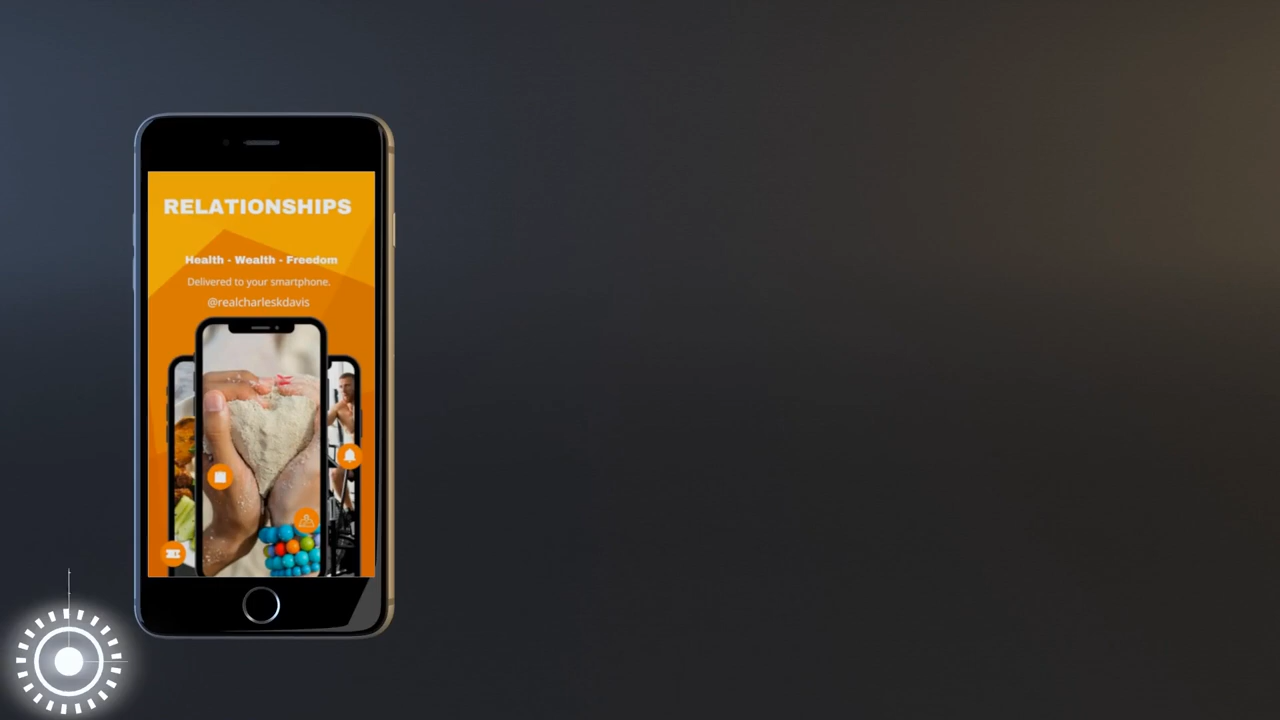 RELATIONSHIPS
Health - Wealth - Freedom
Delivered to your smartphone.
@realcharleskdavis